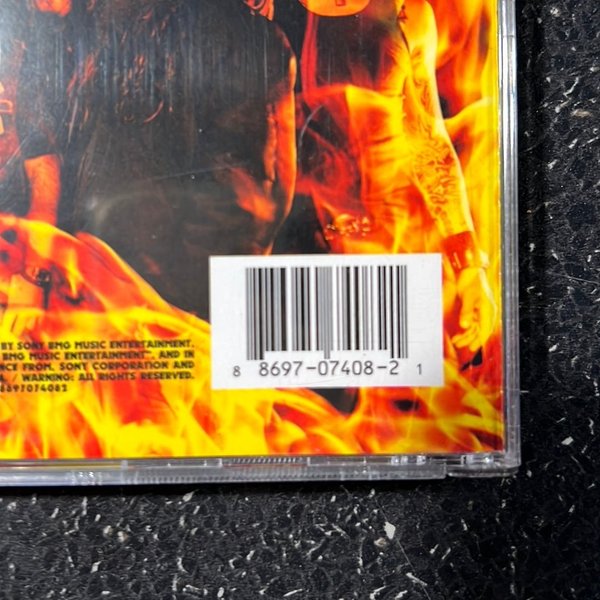 BY SONY BMG MUSIC ENTERTAINMENT.
BMG MUSIC ENTERTAINMENT", AND IN
FROM. SONY CORPORATION AND
/ WARNING: ALL RIGHTS RESERVED.
8697074082
8 8697-07408-2 1